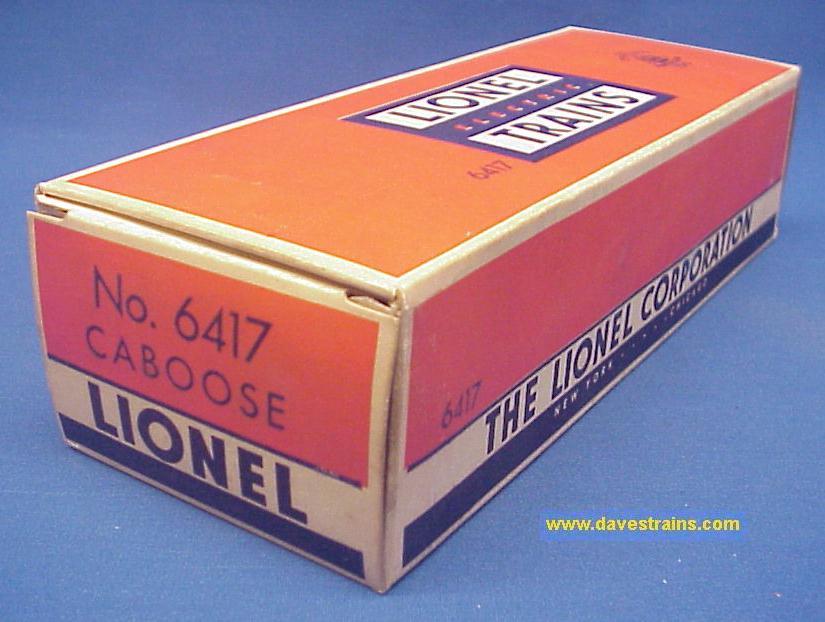 LIONEL
ELECTRIC
TRAINS
6417
No. 6417
CABOOSE
LIONEL
6417
THE LIONEL CORPORATION
NEW YORK · · · · CHICAGO
www.davestrains.com